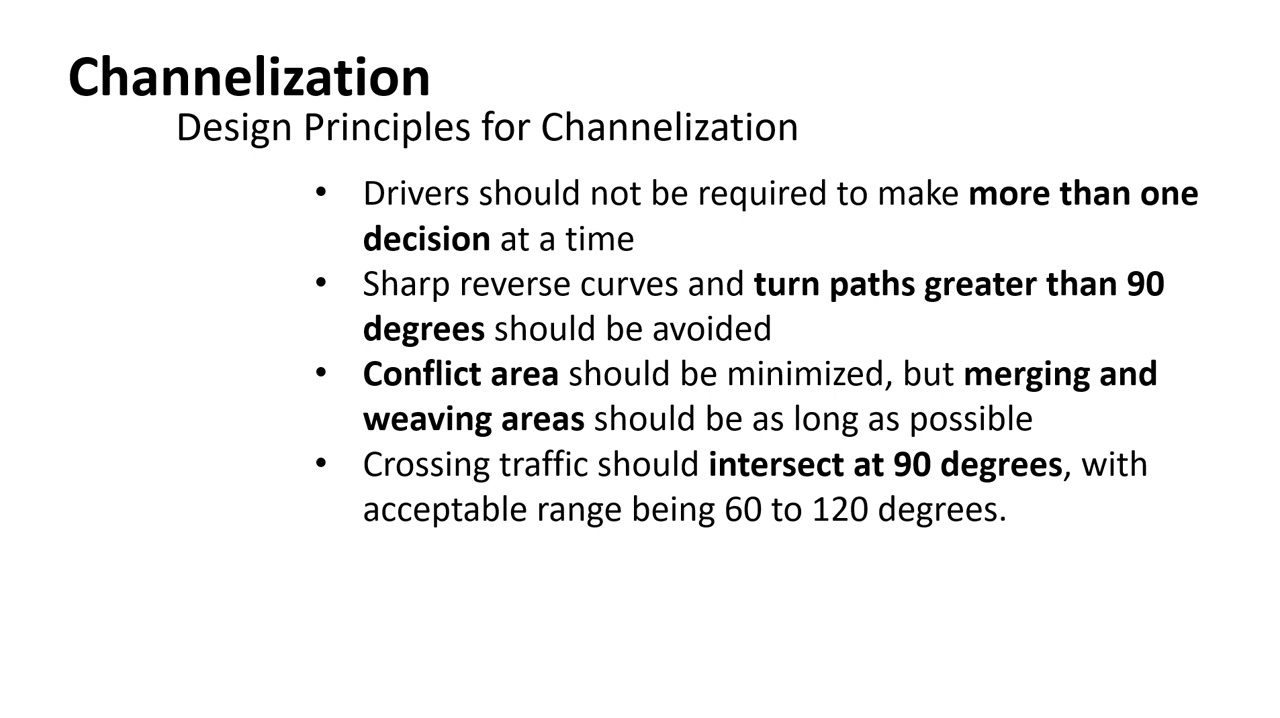 Channelization
Design Principles for Channelization
• Drivers should not be required to make more than one
decision at a time
• Sharp reverse curves and turn paths greater than 90
degrees should be avoided
• Conflict area should be minimized, but merging and
weaving areas should be as long as possible
• Crossing traffic should intersect at 90 degrees, with
acceptable range being 60 to 120 degrees.